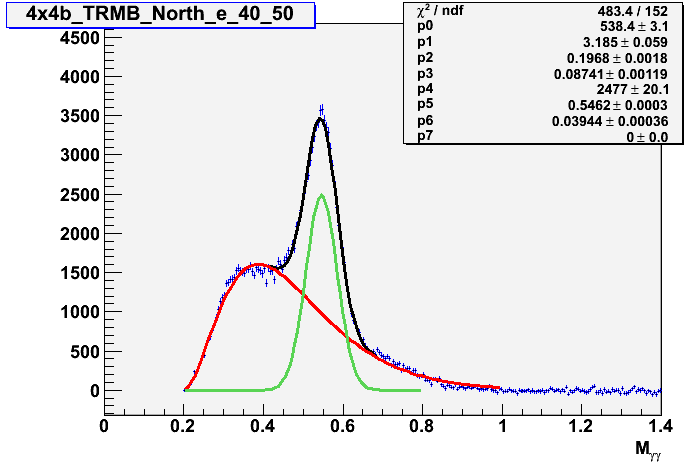 4x4b_TRMB_North_e_40_50
χ² / ndf 483.4 / 152
p0 538.4 ± 3.1
p1 3.185 ± 0.059
p2 0.1968 ± 0.0018
p3 0.08741 ± 0.00119
p4 2477 ± 20.1
p5 0.5462 ± 0.0003
p6 0.03944 ± 0.00036
p7 0 ± 0.0
4500
4000
3500
3000
2500
2000
1500
1000
500
0
0 0.2 0.4 0.6 0.8 1 1.2 1.4
Mγγ